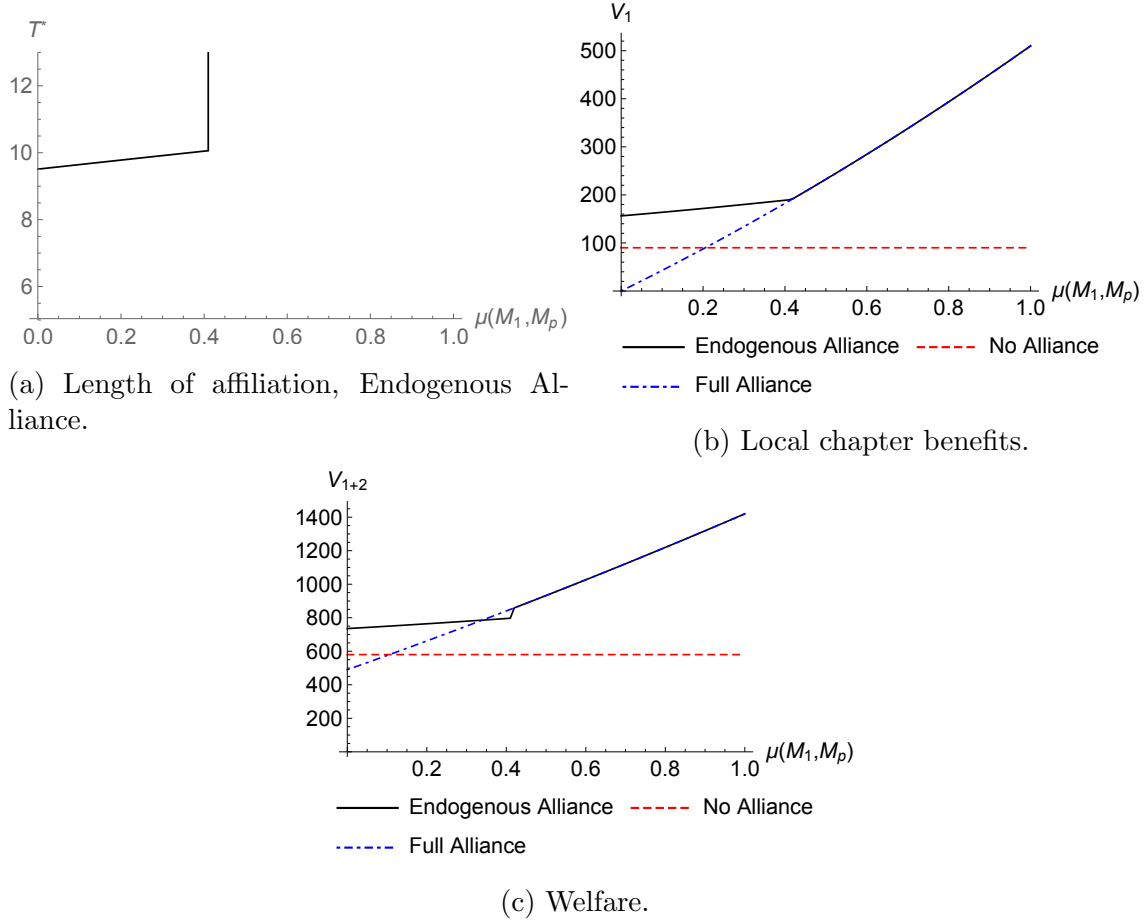 T*
12
10
8
6
0.0 0.2 0.4 0.6 0.8 1.0
μ(M₁,Mₚ)
(a) Length of affiliation, Endogenous Al-
liance.
V₁
500
400
300
200
100
0.2 0.4 0.6 0.8 1.0
μ(M₁,Mₚ)
Endogenous Alliance No Alliance
Full Alliance
(b) Local chapter benefits.
V₁₊₂
1400
1200
1000
800
600
400
200
0.2 0.4 0.6 0.8 1.0
μ(M₁,Mₚ)
Endogenous Alliance No Alliance
Full Alliance
(c) Welfare.